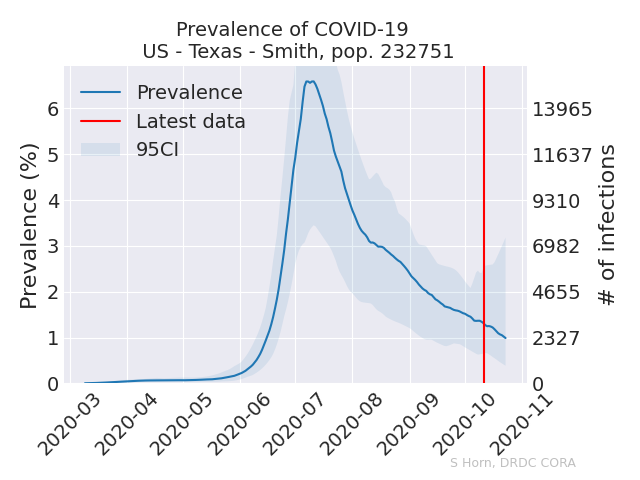 Prevalence of COVID-19
US - Texas - Smith, pop. 232751
Prevalence
Latest data
95CI
Prevalence (%)
6
5
4
3
2
1
0
13965
11637
9310
6982
4655
2327
0
# of infections
2020-03
2020-04
2020-05
2020-06
2020-07
2020-08
2020-09
2020-10
2020-11
S Horn, DRDC CORA